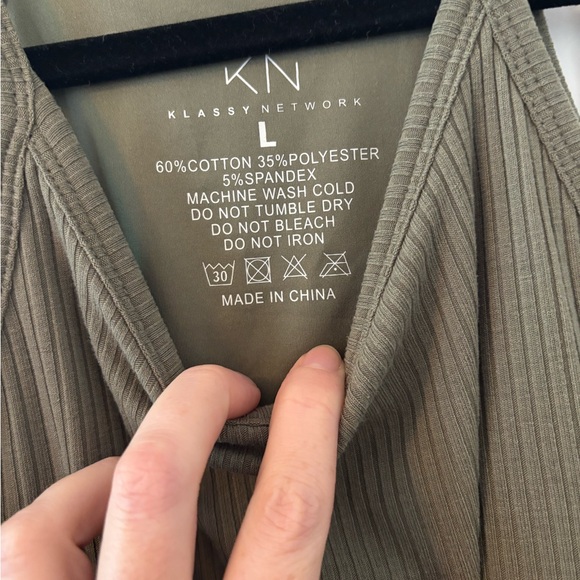 KN
KLASSY NETWORK
L
60%COTTON 35%POLYESTER
5%SPANDEX
MACHINE WASH COLD
DO NOT TUMBLE DRY
DO NOT BLEACH
DO NOT IRON
30
MADE IN CHINA